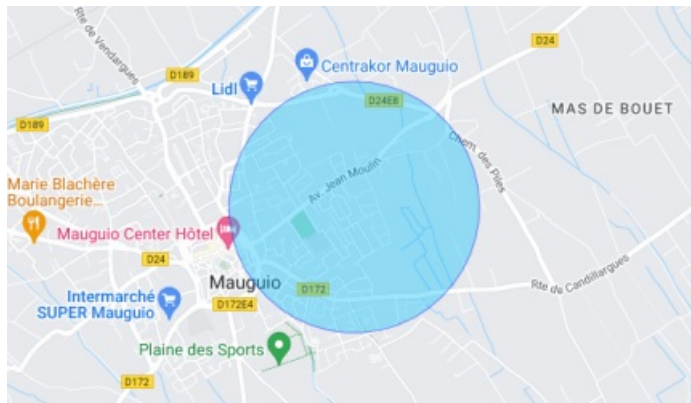 Rte de Vendargues
D189
Lidl
Centrakor Mauguio
D24
D24E8
MAS DE BOUET
D189
Chem. des Piles
Av. Jean Moulin
Marie Blachère
Boulangerie...
Mauguio Center Hôtel
D24
Mauguio
D172
Rte de Candillargues
Intermarché
SUPER Mauguio
D172E4
Plaine des Sports
D172